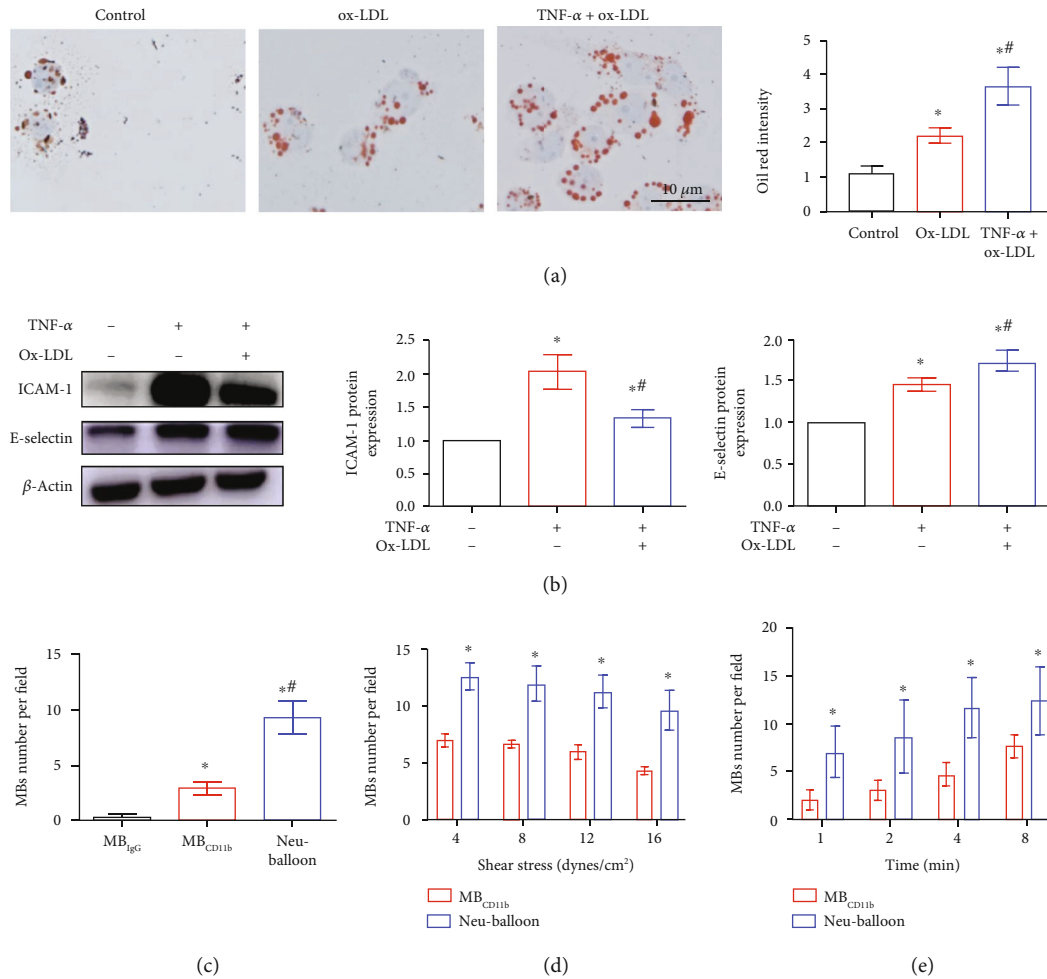 Control
ox-LDL
TNF-α + ox-LDL
10 μm
Oil red intensity
5
4
3
2
1
0
*
*#
Control
Ox-LDL
TNF-α +
ox-LDL
(a)
TNF-α – + +
Ox-LDL – – +
ICAM-1
E-selectin
β-Actin
ICAM-1 protein
expression
2.5
2.0
1.5
1.0
0.5
0.0
*
*#
TNF-α – + +
Ox-LDL – – +
E-selectin protein
expression
2.0
1.5
1.0
0.5
0.0
*
*#
TNF-α – + +
Ox-LDL – – +
(b)
MBs number per field
15
10
5
0
*
*#
MB_IgG
MB_CD11b
Neu-
balloon
(c)
MBs number per field
15
10
5
0
* * * *
4 8 12 16
Shear stress (dynes/cm²)
MB_CD11b
Neu-balloon
(d)
MBs number per field
20
15
10
5
0
* * * *
1 2 4 8
Time (min)
MB_CD11b
Neu-balloon
(e)